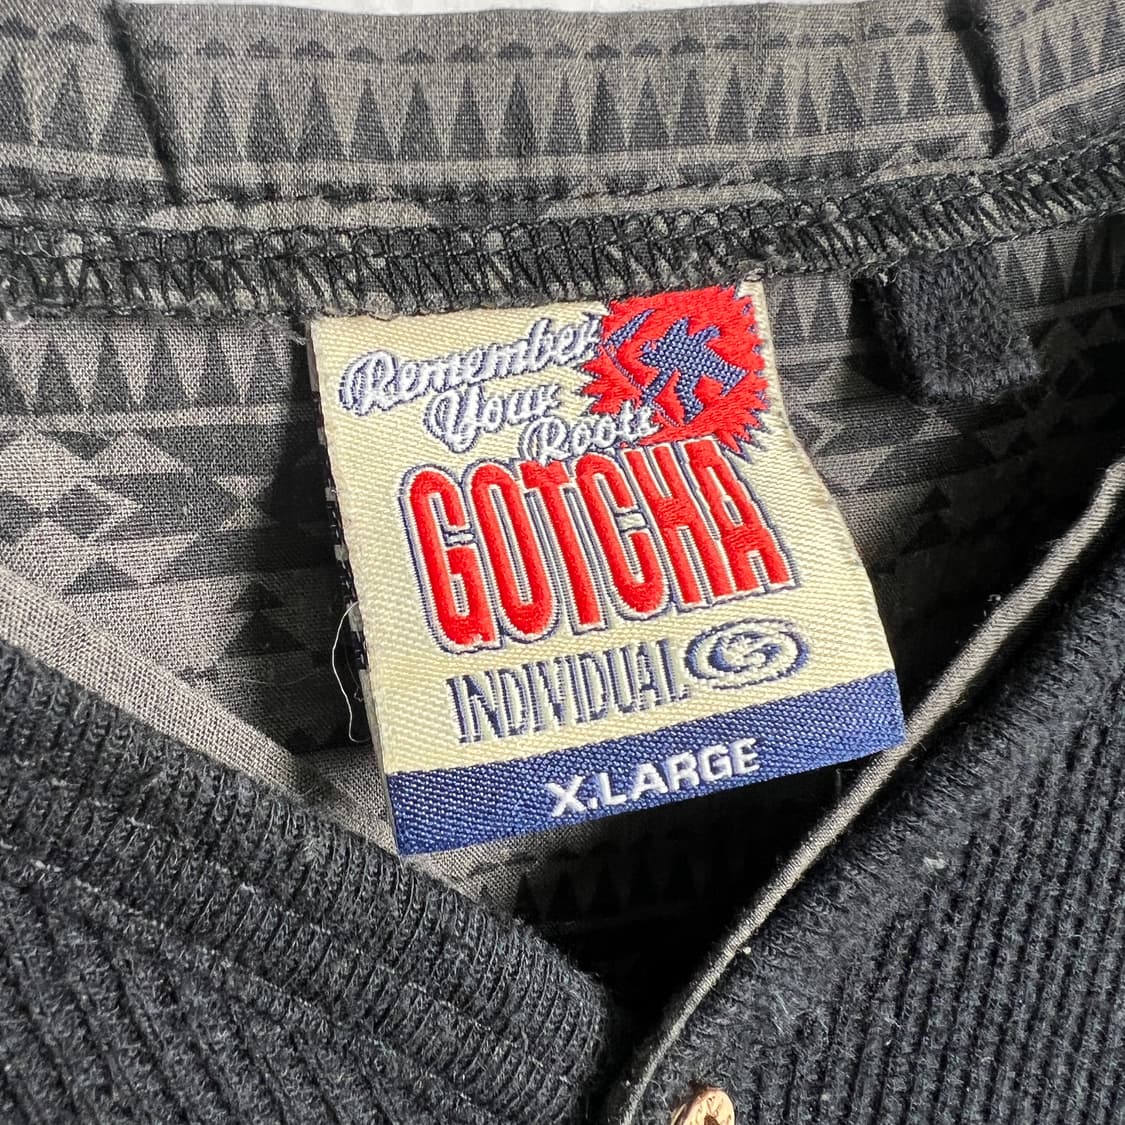 Remember
Your
Roots
GOTCHA
INDIVIDUAL
X.LARGE